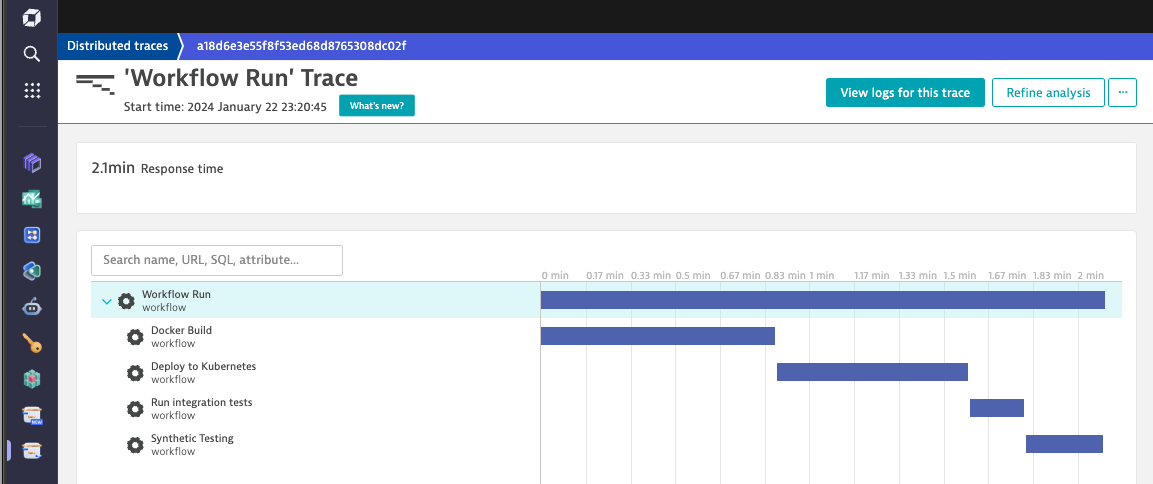 Distributed traces
a18d6e3e55f8f53ed68d8765308dc02f
'Workflow Run' Trace
Start time: 2024 January 22 23:20:45
What's new?
View logs for this trace
Refine analysis
...
2.1min Response time
Search name, URL, SQL, attribute...
0 min 0.17 min 0.33 min 0.5 min 0.67 min 0.83 min 1 min 1.17 min 1.33 min 1.5 min 1.67 min 1.83 min 2 min
Workflow Run
workflow
Docker Build
workflow
Deploy to Kubernetes
workflow
Run integration tests
workflow
Synthetic Testing
workflow
NEW